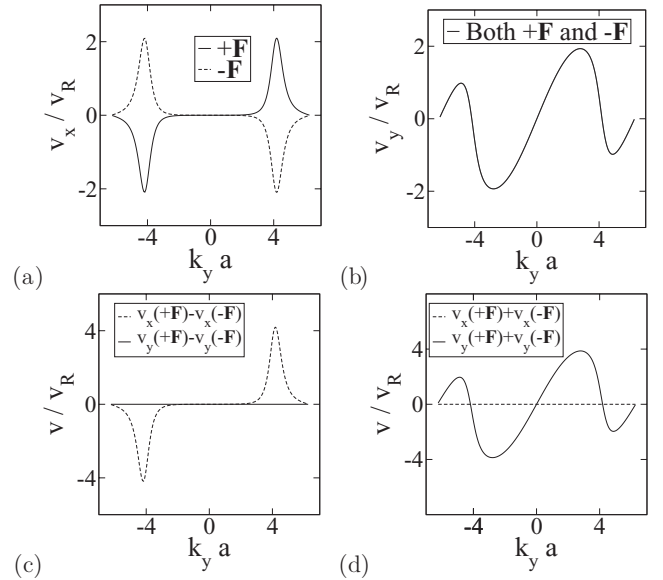 (a)
v_x / v_R
2
0
-2
— +F
--- -F
-4 0 4
k_y a
(b)
v_y / v_R
2
0
-2
– Both +F and -F
-4 0 4
k_y a
(c)
v / v_R
4
0
-4
v_x(+F)-v_x(-F)
v_y(+F)-v_y(-F)
-4 0 4
k_y a
(d)
v / v_R
4
0
-4
v_x(+F)+v_x(-F)
v_y(+F)+v_y(-F)
-4 0 4
k_y a